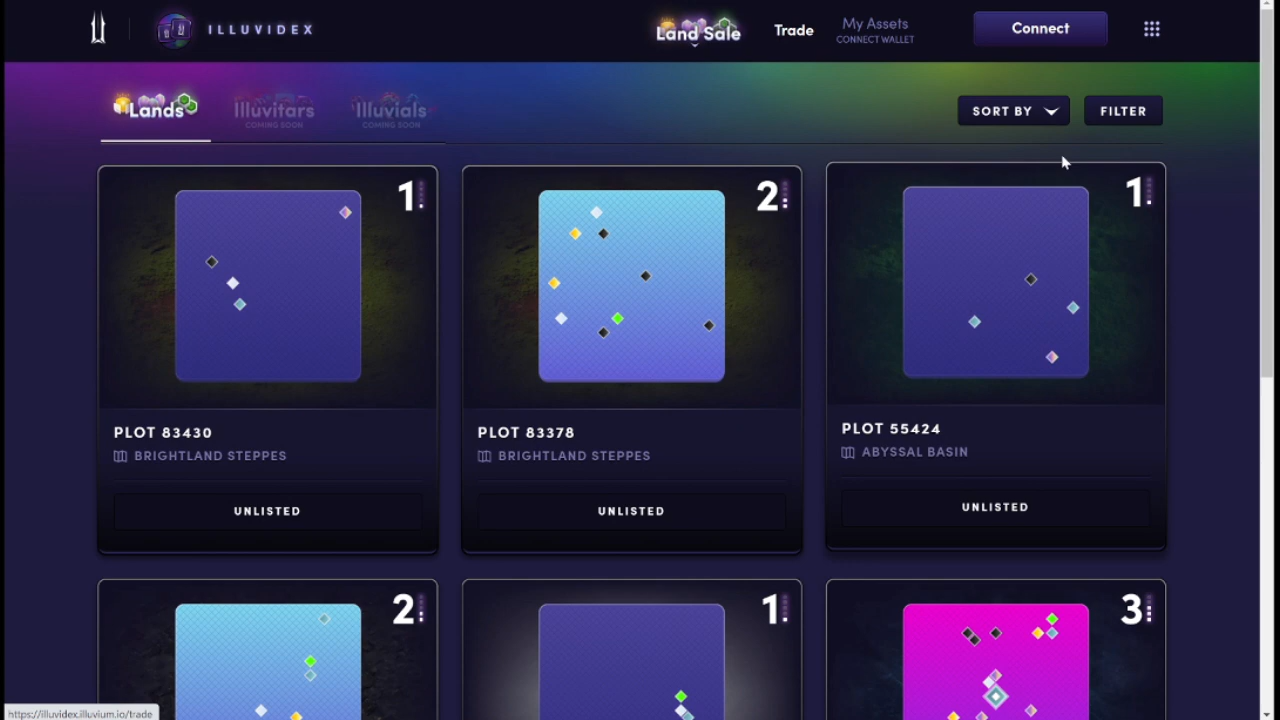 ILLUVIDEX
Land Sale
Trade
My Assets
CONNECT WALLET
Connect
Lands
Illuvitars
COMING SOON
Illuvials
COMING SOON
SORT BY
FILTER
1
2
1
PLOT 83430
BRIGHTLAND STEPPES
UNLISTED
PLOT 83378
BRIGHTLAND STEPPES
UNLISTED
PLOT 55424
ABYSSAL BASIN
UNLISTED
2
1
3
https://illuvidex.illuvium.io/trade